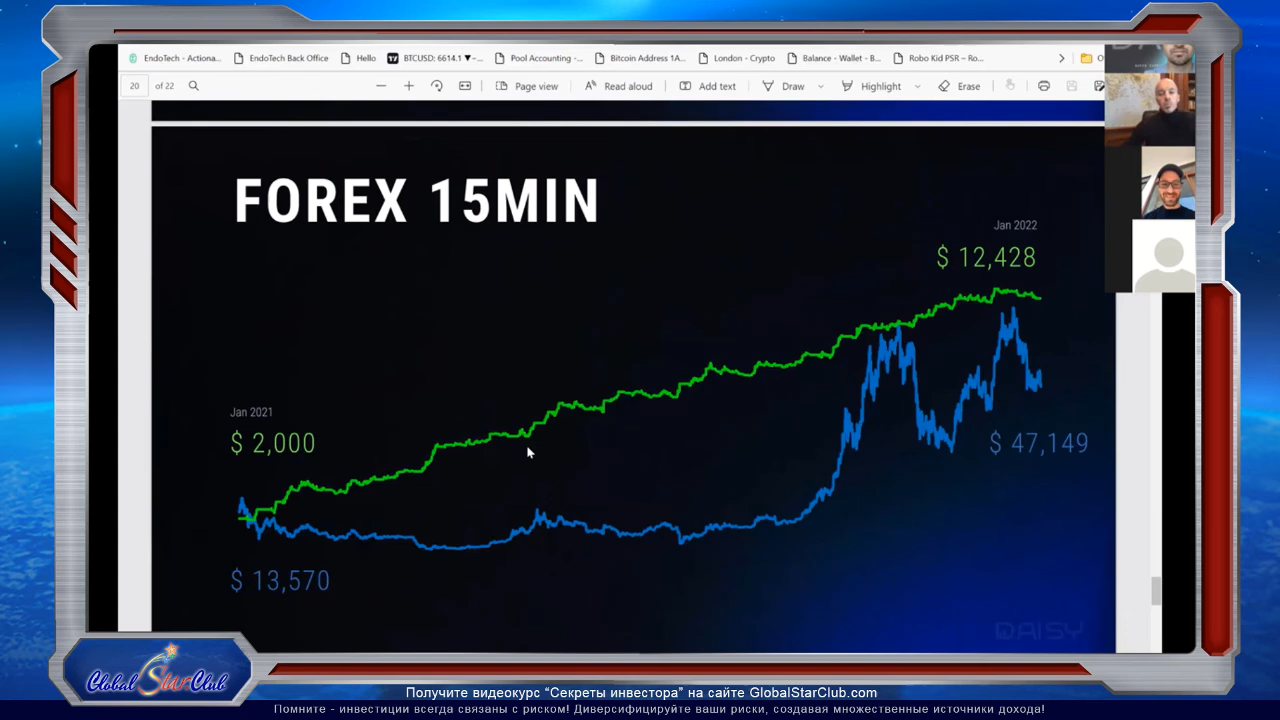 EndoTech - Actiona...
EndoTech Back Office
Hello
BTCUSD: 6614.1 ▼−...
Pool Accounting -...
Bitcoin Address 1A...
London - Crypto
Balance - Wallet - B...
Robo Kid PSR – Ro...
20 of 22
Page view
Read aloud
Add text
Draw
Highlight
Erase
FOREX 15MIN
Jan 2022
$ 12,428
Jan 2021
$ 2,000
$ 47,149
$ 13,570
DAISY
Global Star Club
Получите видеокурс “Секреты инвестора” на сайте GlobalStarClub.com
Помните - инвестиции всегда связаны с риском! Диверсифицируйте ваши риски, создавая множественные источники дохода!